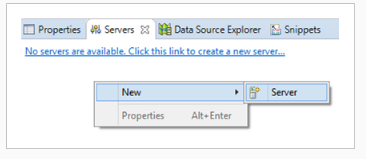 Properties Servers Data Source Explorer Snippets
No servers are available. Click this link to create a new server...
New Server
Properties Alt+Enter